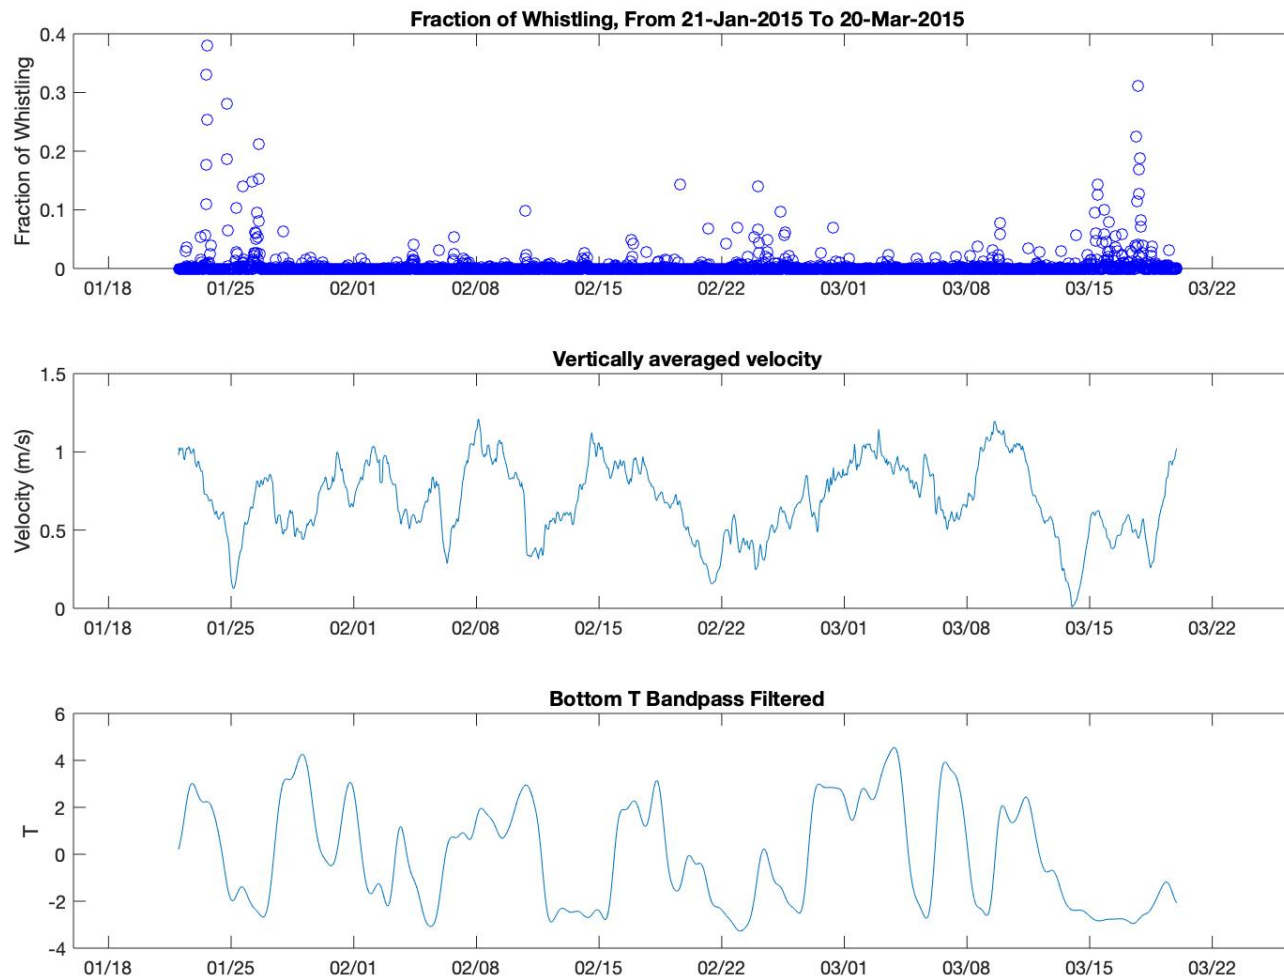 Fraction of Whistling, From 21-Jan-2015 To 20-Mar-2015
Fraction of Whistling
0.4
0.3
0.2
0.1
0
01/18 01/25 02/01 02/08 02/15 02/22 03/01 03/08 03/15 03/22
Vertically averaged velocity
Velocity (m/s)
1.5
1
0.5
0
01/18 01/25 02/01 02/08 02/15 02/22 03/01 03/08 03/15 03/22
Bottom T Bandpass Filtered
T
6
4
2
0
-2
-4
01/18 01/25 02/01 02/08 02/15 02/22 03/01 03/08 03/15 03/22